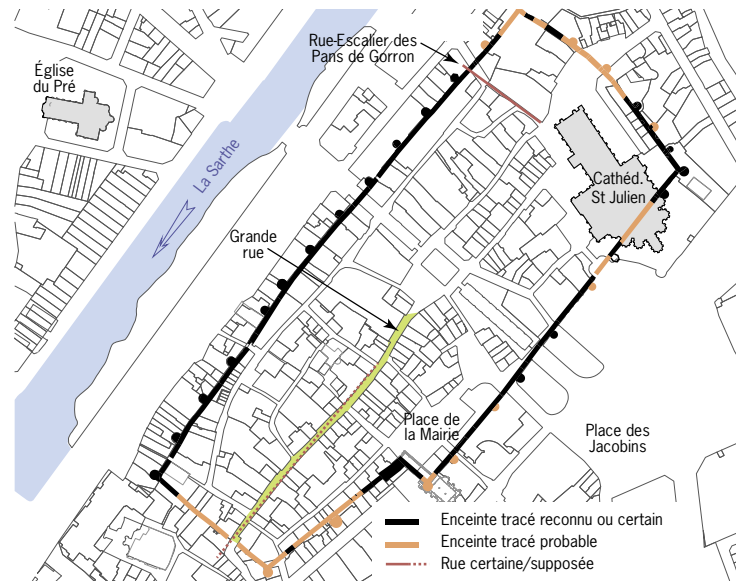 Rue-Escalier des
Pans de Gorron
Église
du Pré
La Sarthe
Cathéd.
St Julien
Grande
rue
Place de
la Mairie
Place des
Jacobins
Enceinte tracé reconnu ou certain
Enceinte tracé probable
Rue certaine/supposée